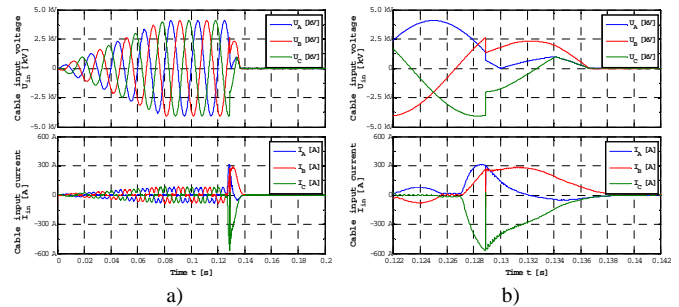 Cable input voltage
U_in [kV]
5.0 kV
2.5 kV
0
-2.5 kV
-5.0 kV
U_A [kV]
U_B [kV]
U_C [kV]
Cable input current
I_in [A]
600 A
300 A
0
-300 A
-600 A
I_A [A]
I_B [A]
I_C [A]
0 0.02 0.04 0.06 0.08 0.1 0.12 0.14 0.16 0.18 0.2
Time t [s]
a)
Cable input voltage
U_in [kV]
5.0 kV
2.5 kV
0
-2.5 kV
-5.0 kV
U_A [kV]
U_B [kV]
U_C [kV]
Cable input current
I_in [A]
600 A
300 A
0
-300 A
-600 A
I_A [A]
I_B [A]
I_C [A]
0.122 0.124 0.126 0.128 0.13 0.132 0.134 0.136 0.138 0.14 0.142
Time t [s]
b)